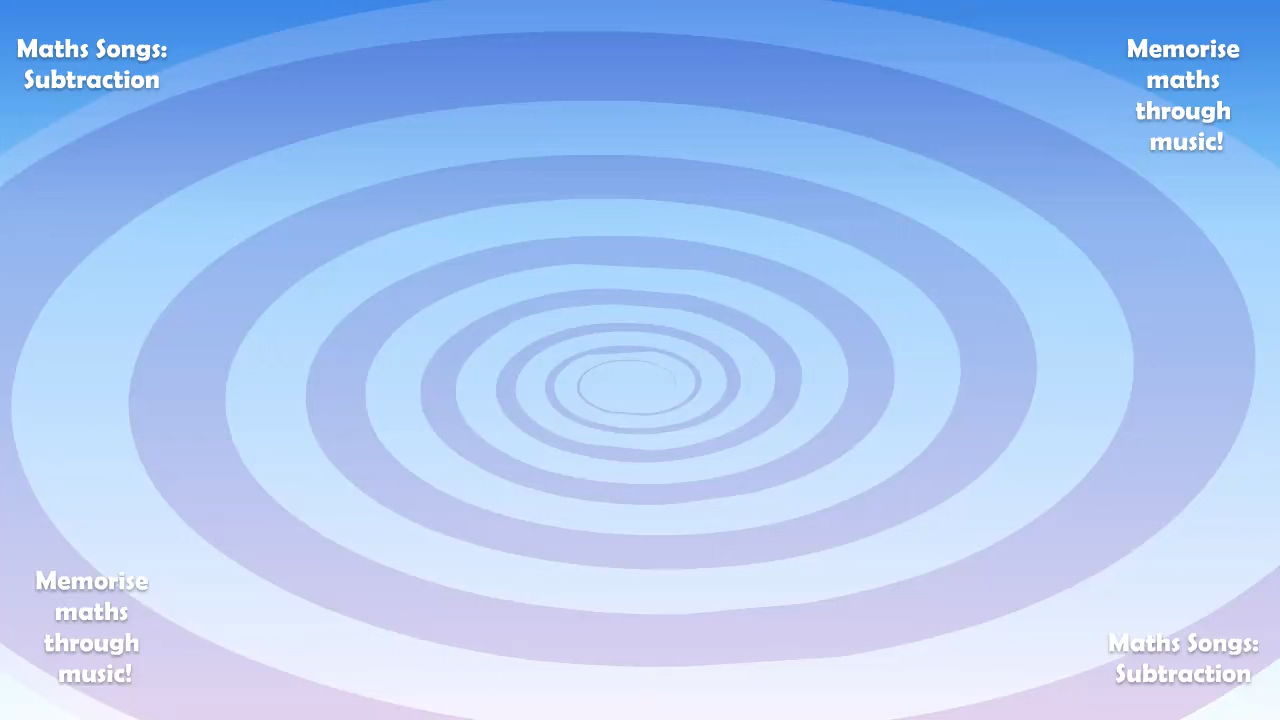 Maths Songs:
Subtraction
Memorise
maths
through
music!
Memorise
maths
through
music!
Maths Songs:
Subtraction